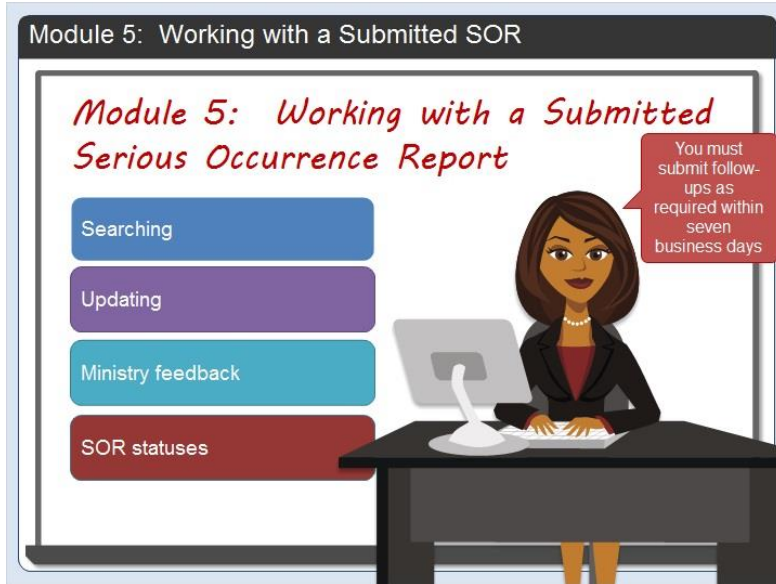 Module 5:  Working with a Submitted SOR
Module 5:  Working with a Submitted
Serious Occurrence Report
You must
submit follow-
ups as
required within
seven
business days
Searching
Updating
Ministry feedback
SOR statuses